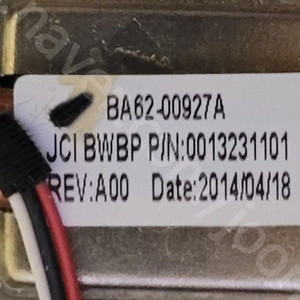 BA62-00927A
JCI BWBP P/N:0013231101
REV:A00 Date:2014/04/18